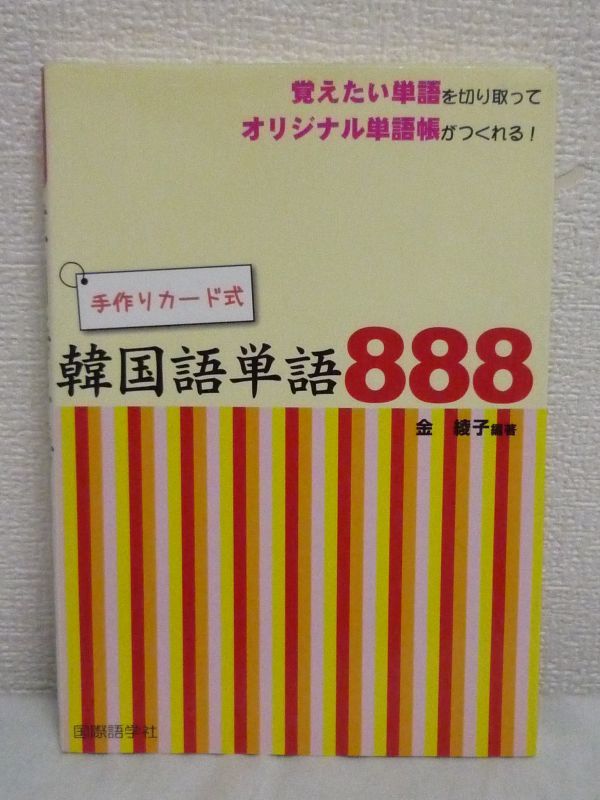 覚えたい単語を切り取って
オリジナル単語帳がつくれる!
手作りカード式
韓国語単語888
金 綾子編著
国際語学社